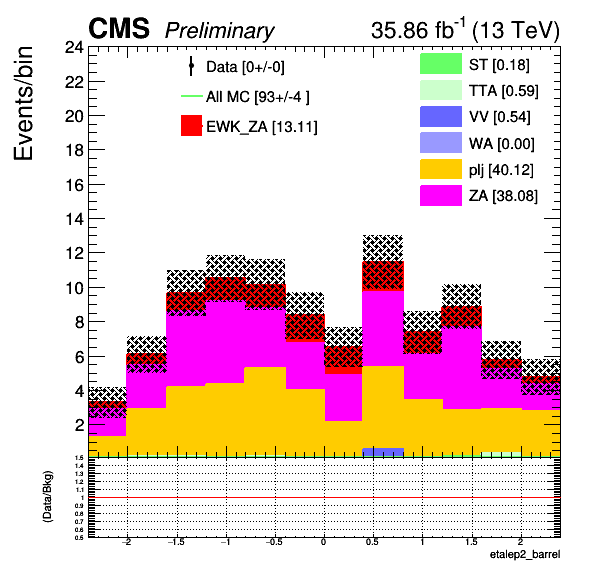 CMS Preliminary 35.86 fb⁻¹ (13 TeV)
Events/bin
24
22
20
18
16
14
12
10
8
6
4
2
Data [0+/-0]
All MC [93+/-4 ]
EWK_ZA [13.11]
ST [0.18]
TTA [0.59]
VV [0.54]
WA [0.00]
plj [40.12]
ZA [38.08]
(Data/Bkg)
1.5
1.4
1.3
1.2
1.1
1
0.9
0.8
0.7
0.6
0.5
−2 −1.5 −1 −0.5 0 0.5 1 1.5 2
etalep2_barrel